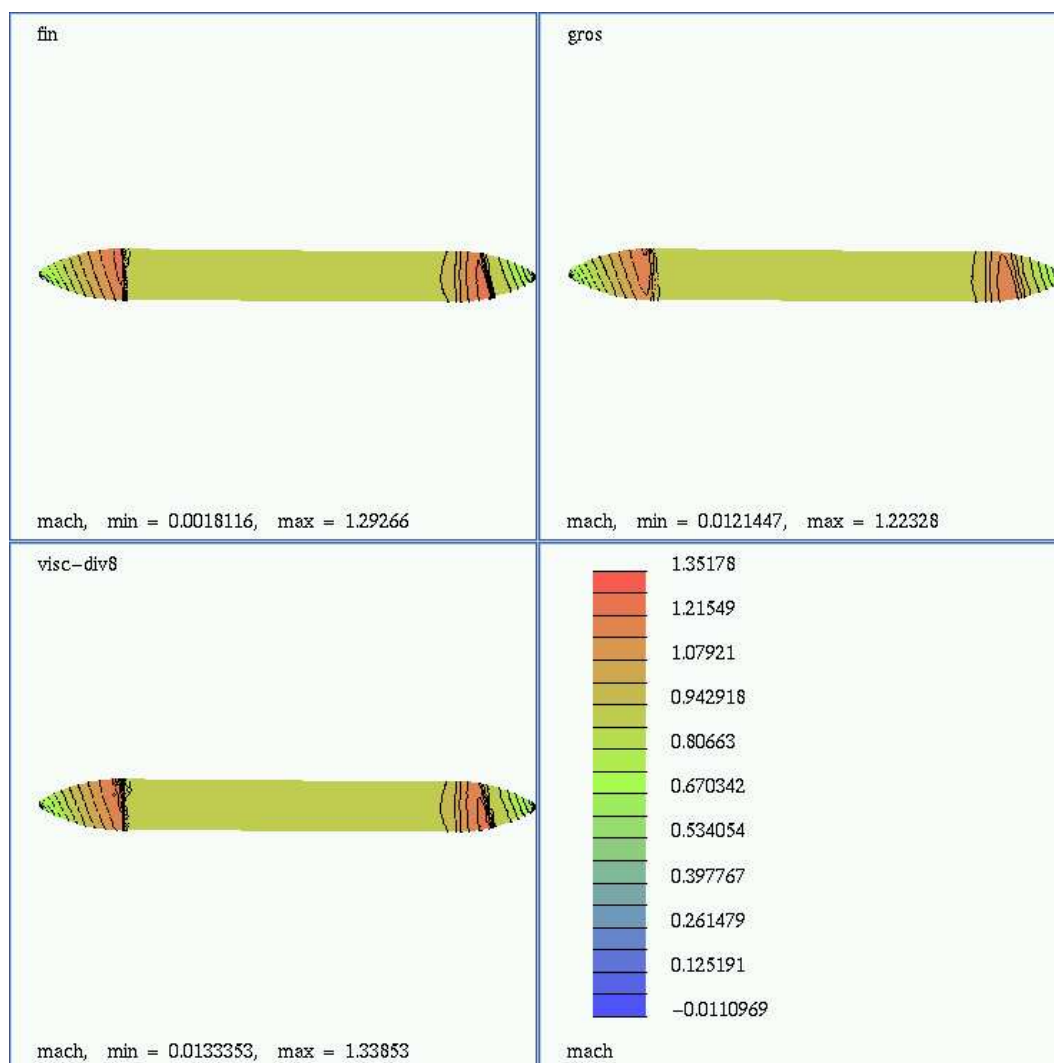 fin
gros
mach, min = 0.0018116, max = 1.29266
mach, min = 0.0121447, max = 1.22328
visc-div8
1.35178
1.21549
1.07921
0.942918
0.80663
0.670342
0.534054
0.397767
0.261479
0.125191
-0.0110969
mach, min = 0.0133353, max = 1.33853
mach